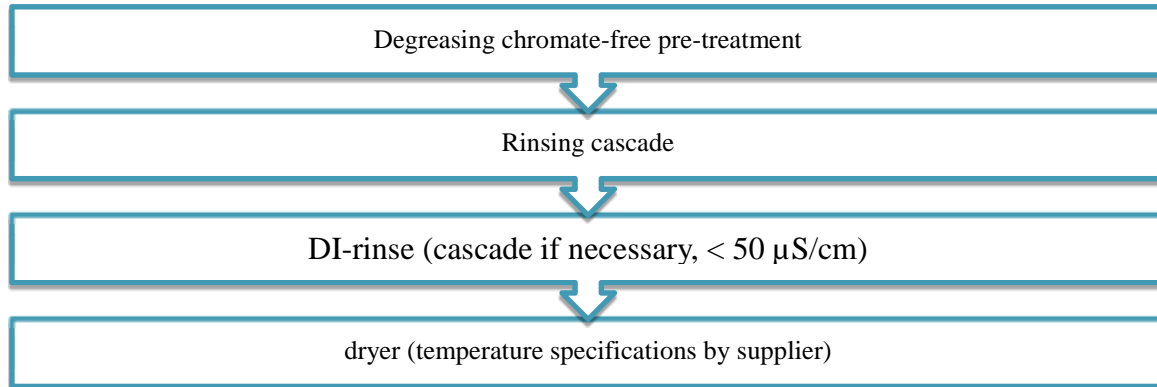 Degreasing chromate-free pre-treatment
Rinsing cascade
DI-rinse (cascade if necessary, < 50 µS/cm)
dryer (temperature specifications by supplier)